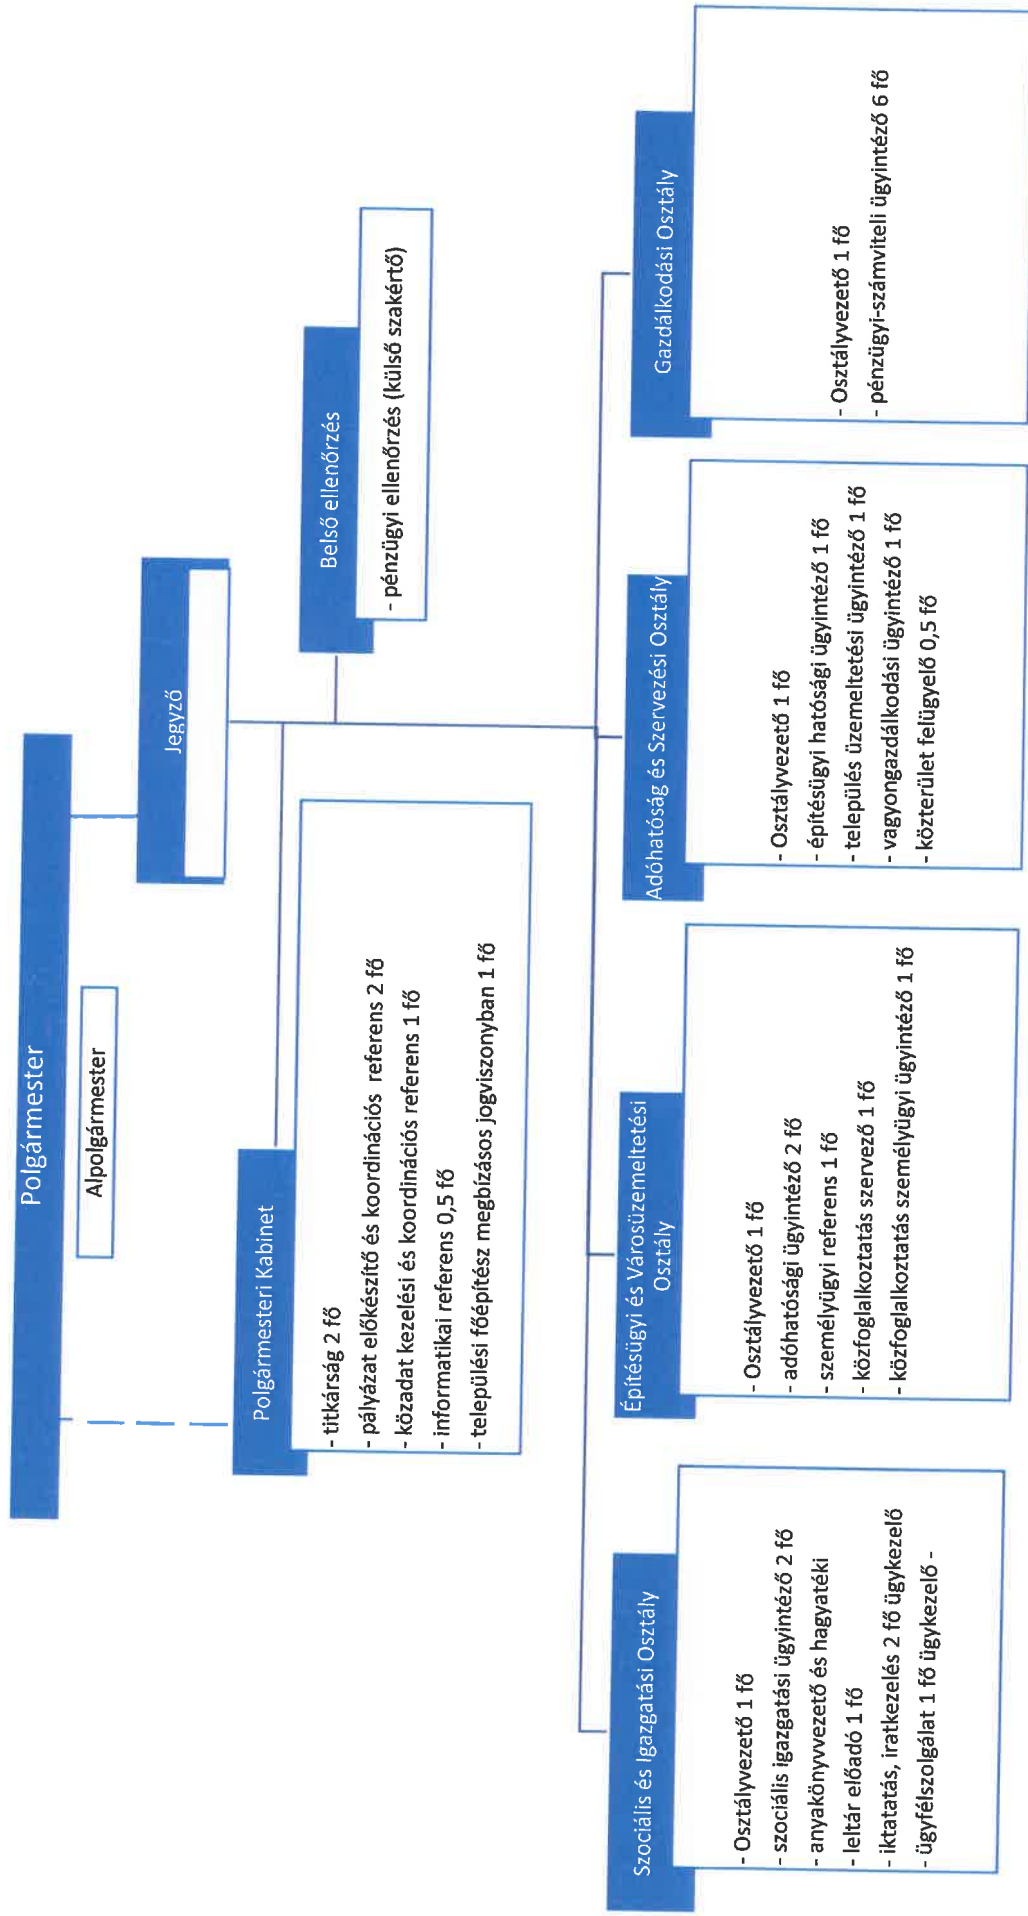 Polgármester
Alpolgármester
Jegyző
Polgármesteri Kabinet
- titkárság 2 fő
- pályázat előkészítő és koordinációs referens 2 fő
- közadat kezelési és koordinációs referens 1 fő
- informatikai referens 0,5 fő
- települési főépítész megbízásos jogviszonyban 1 fő
Belső ellenőrzés
- pénzügyi ellenőrzés (külső szakértő)
Szociális és Igazgatási Osztály
- Osztályvezető 1 fő
- szociális igazgatási ügyintéző 2 fő
- anyakönyvvezető és hagyatéki
- leltár előadó 1 fő
- iktatás, iratkezelés 2 fő ügykezelő
- ügyfélszolgálat 1 fő ügykezelő -
Építésügyi és Városüzemeltetési
Osztály
- Osztályvezető 1 fő
- adóhatósági ügyintéző 2 fő
- személyügyi referens 1 fő
- közfoglalkoztatás szervező 1 fő
- közfoglalkoztatás személyügyi ügyintéző 1 fő
Adóhatóság és Szervezési Osztály
- Osztályvezető 1 fő
- építésügyi hatósági ügyintéző 1 fő
- település üzemeltetési ügyintéző 1 fő
- vagyongazdálkodási ügyintéző 1 fő
- közterület felügyelő 0,5 fő
Gazdálkodási Osztály
- Osztályvezető 1 fő
- pénzügyi-számviteli ügyintéző 6 fő